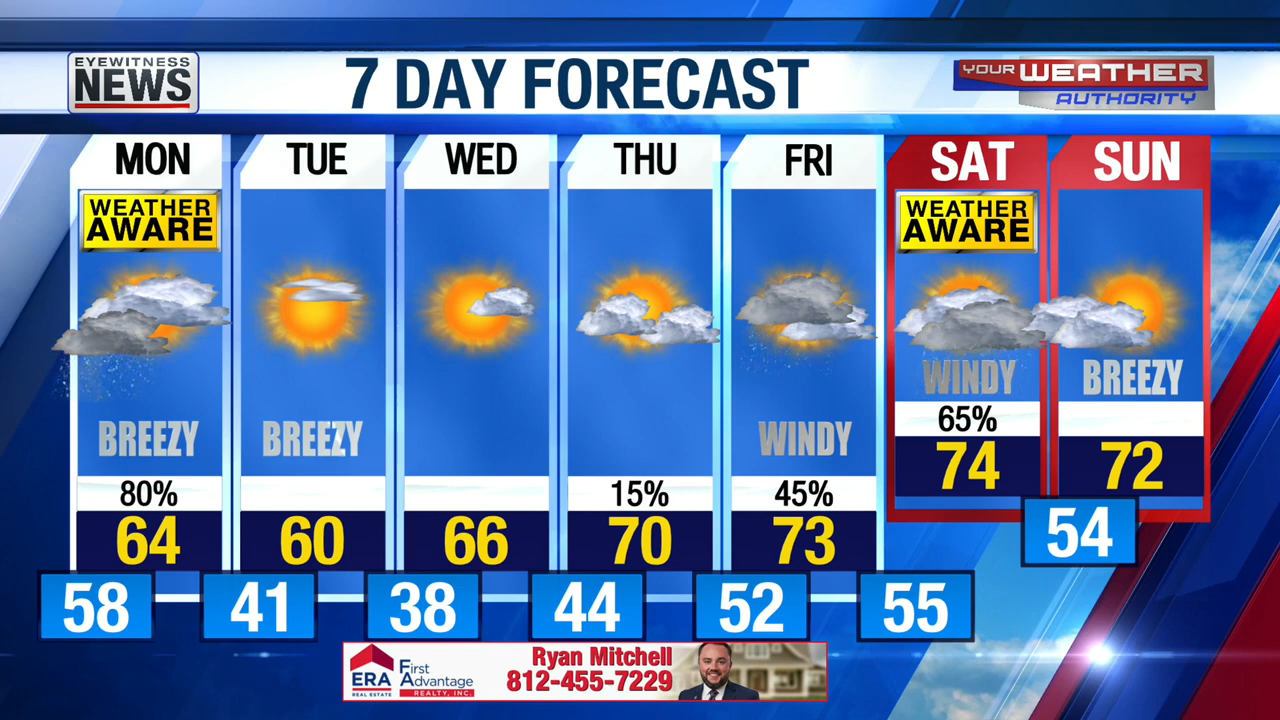 EYEWITNESS
NEWS
7 DAY FORECAST
YOUR WEATHER
AUTHORITY
MON
TUE
WED
THU
FRI
SAT
SUN
WEATHER
AWARE
WEATHER
AWARE
BREEZY
BREEZY
WINDY
WINDY
BREEZY
80%
15%
45%
65%
64
60
66
70
73
74
72
58
41
38
44
52
55
54
ERA
REAL ESTATE
First
Advantage
REALTY, INC.
Ryan Mitchell
812-455-7229